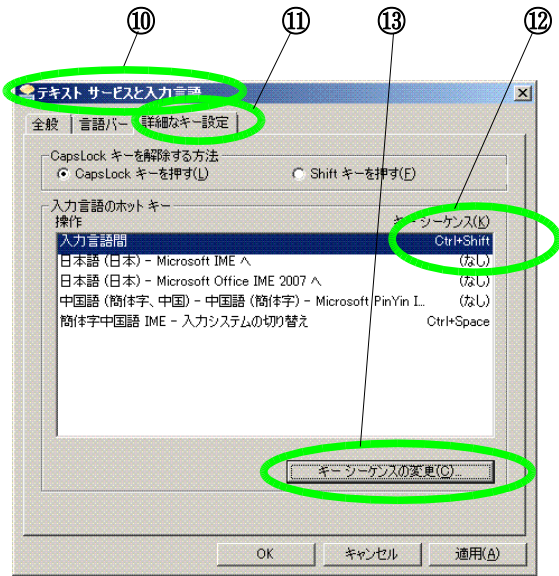 ⑩ ⑪ ⑬ ⑫
テキスト サービスと入力言語
全般 言語バー 詳細なキー設定
CapsLock キーを解除する方法
CapsLock キーを押す(L) Shift キーを押す(F)
入力言語のホット キー
操作 キー シーケンス(K)
入力言語間 Ctrl+Shift
日本語 (日本) - Microsoft IME へ (なし)
日本語 (日本) - Microsoft Office IME 2007 へ (なし)
中国語 (簡体字、中国) - 中国語 (簡体字) - Microsoft PinYin I... (なし)
簡体字中国語 IME - 入力システムの切り替え Ctrl+Space
キー シーケンスの変更(C)...
OK キャンセル 適用(A)